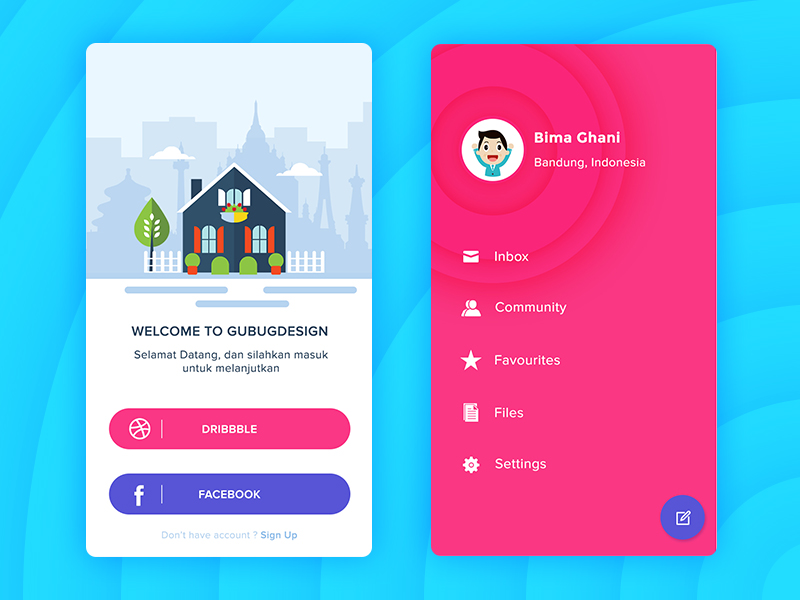 WELCOME TO GUBUGDESIGN
Selamat Datang, dan silahkan masuk
untuk melanjutkan
DRIBBBLE
FACEBOOK
Don't have account ? Sign Up
Bima Ghani
Bandung, Indonesia
Inbox
Community
Favourites
Files
Settings